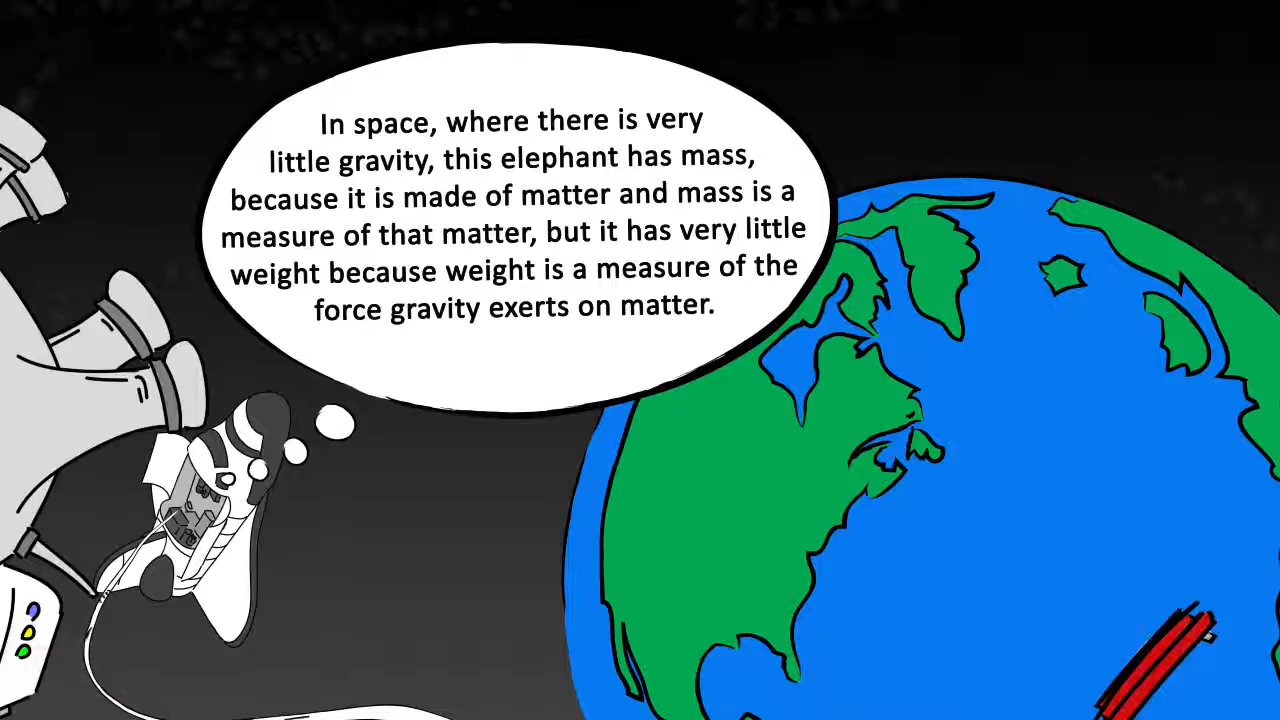 In space, where there is very
little gravity, this elephant has mass,
because it is made of matter and mass is a
measure of that matter, but it has very little
weight because weight is a measure of the
force gravity exerts on matter.